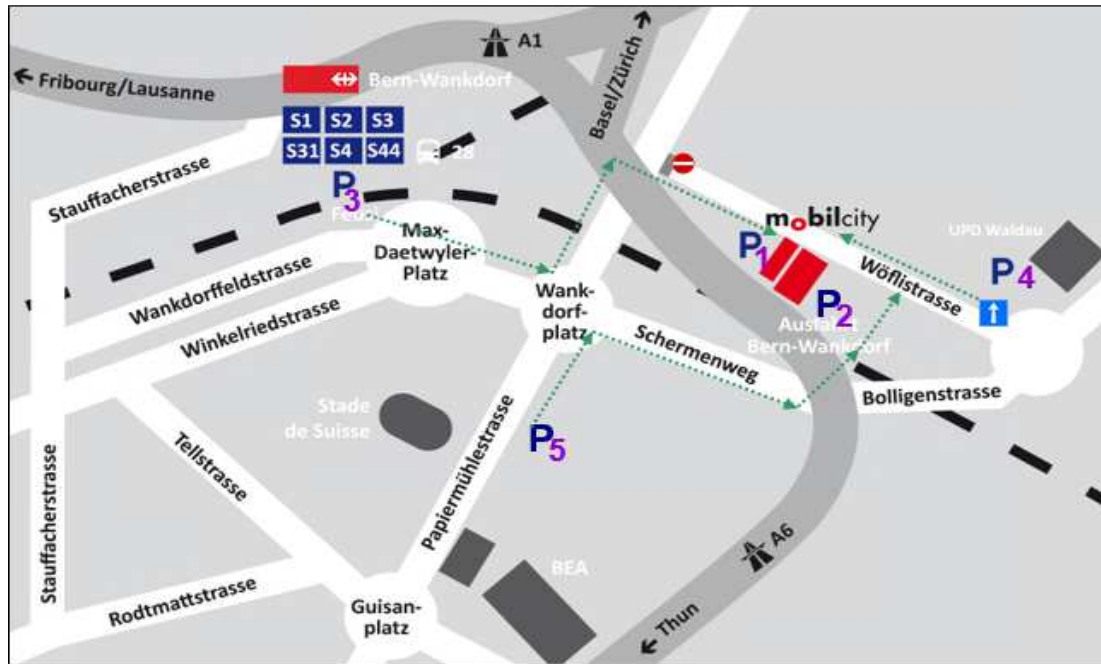 A1
Fribourg/Lausanne
Bern-Wankdorf
Basel/Zürich
S1 S2 S3
S31 S4 S44
28
Stauffacherstrasse
P3
Max-
Daetwyler-
Platz
mobilcity
UPD Waldau
P1
P4
Wankdorffeldstrasse
Wank-
dorf-
platz
Wölflistrasse
P2
Ausfahrt
Bern-Wankdorf
Winkelriedstrasse
Schermenweg
Bolligenstrasse
Stade
de Suisse
P5
Tellstrasse
Papiermühlestrasse
Stauffacherstrasse
A6
BEA
Rodtmattstrasse
Guisan-
platz
Thun